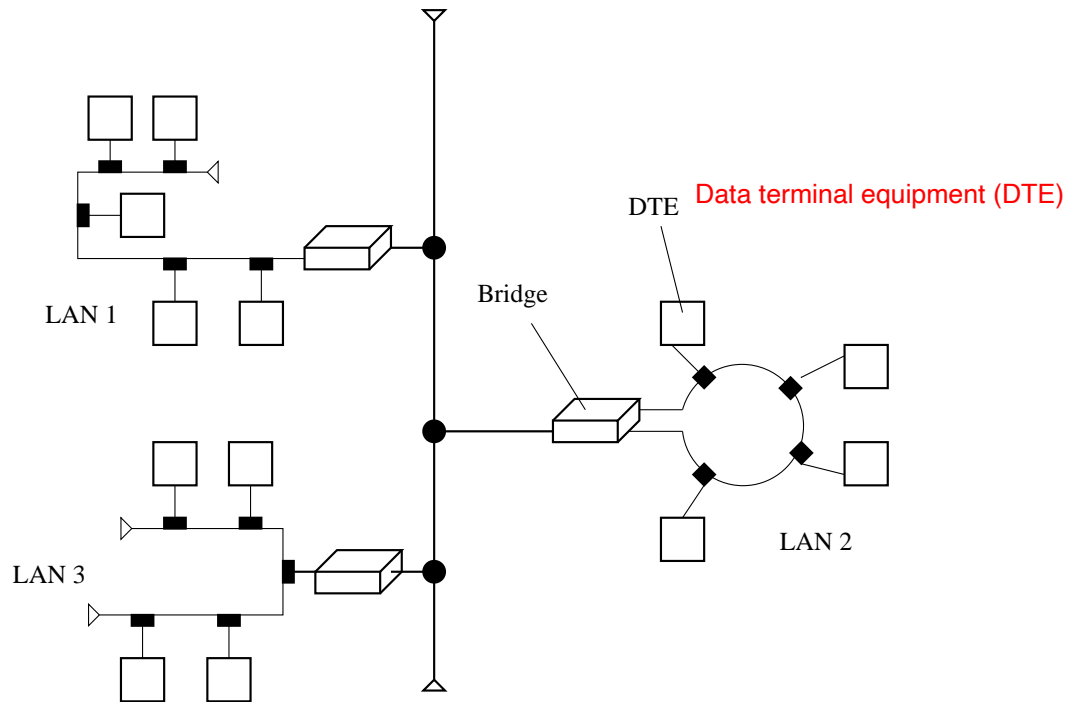 DTE
Data terminal equipment (DTE)
Bridge
LAN 1
LAN 2
LAN 3